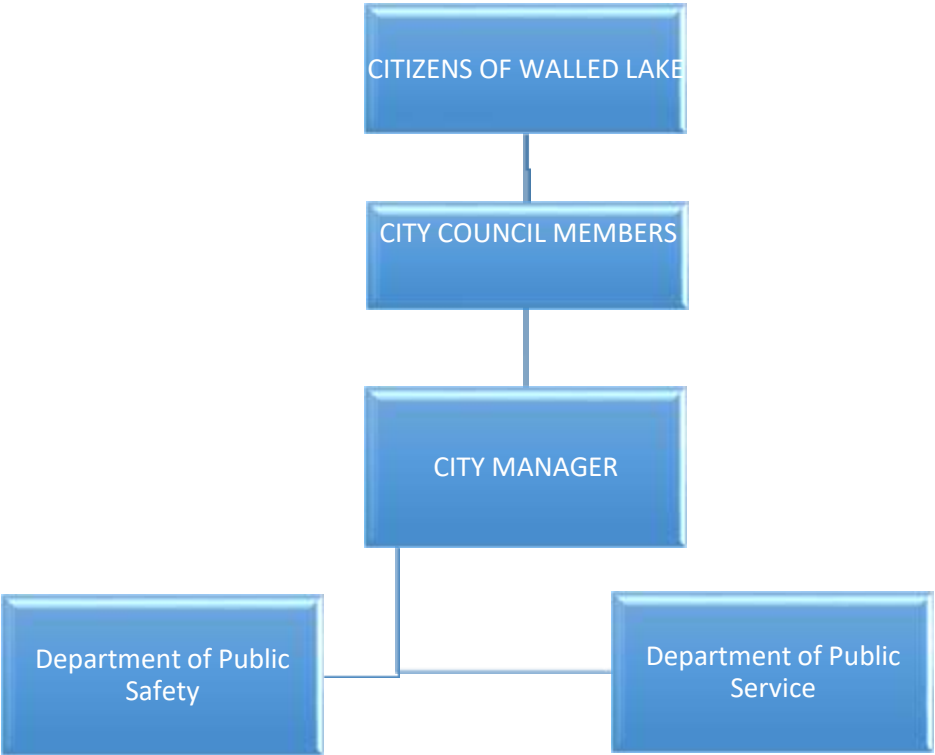 CITIZENS OF WALLED LAKE
CITY COUNCIL MEMBERS
CITY MANAGER
Department of Public
Safety
Department of Public
Service